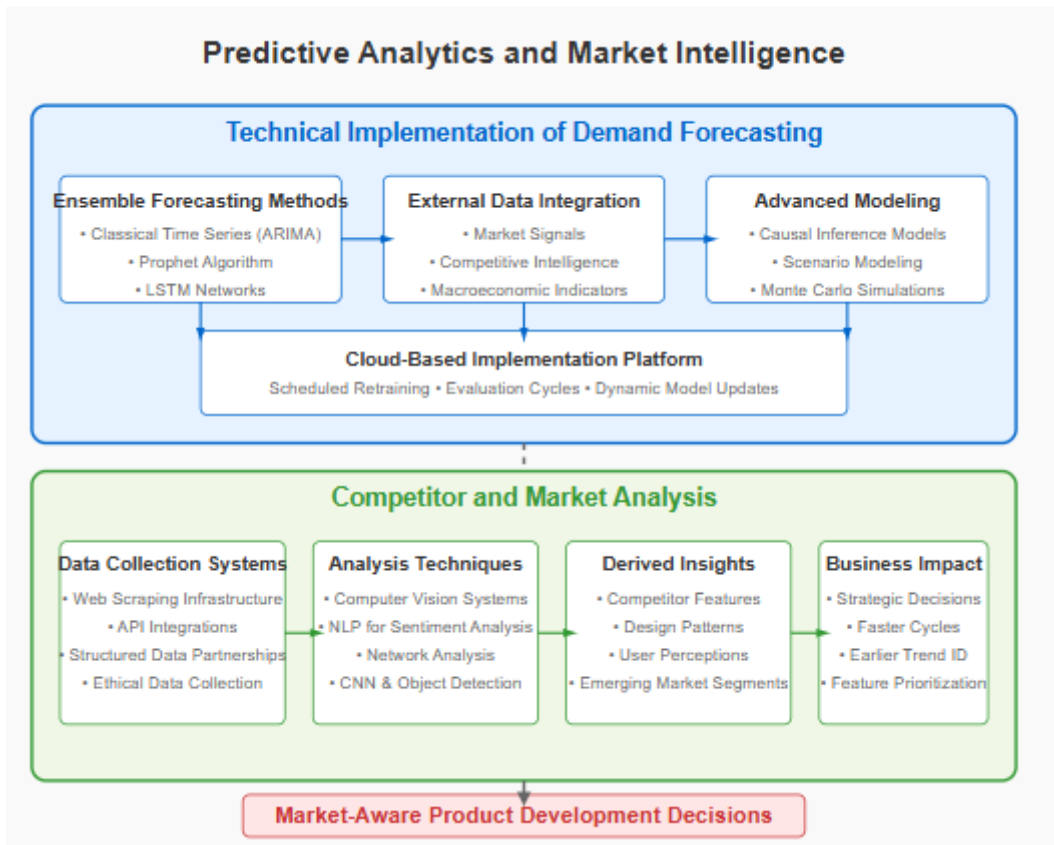 Predictive Analytics and Market Intelligence
Technical Implementation of Demand Forecasting
Ensemble Forecasting Methods
• Classical Time Series (ARIMA)
• Prophet Algorithm
• LSTM Networks
External Data Integration
• Market Signals
• Competitive Intelligence
• Macroeconomic Indicators
Advanced Modeling
• Causal Inference Models
• Scenario Modeling
• Monte Carlo Simulations
Cloud-Based Implementation Platform
Scheduled Retraining • Evaluation Cycles • Dynamic Model Updates
Competitor and Market Analysis
Data Collection Systems
• Web Scraping Infrastructure
• API Integrations
• Structured Data Partnerships
• Ethical Data Collection
Analysis Techniques
• Computer Vision Systems
• NLP for Sentiment Analysis
• Network Analysis
• CNN & Object Detection
Derived Insights
• Competitor Features
• Design Patterns
• User Perceptions
• Emerging Market Segments
Business Impact
• Strategic Decisions
• Faster Cycles
• Earlier Trend ID
• Feature Prioritization
Market-Aware Product Development Decisions